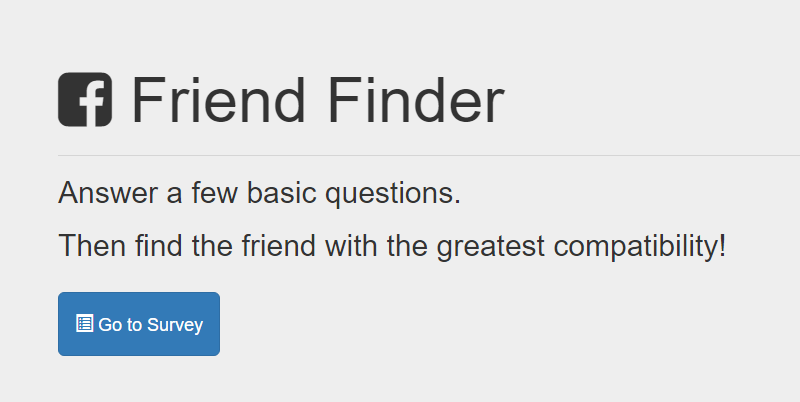 Friend Finder
Answer a few basic questions.
Then find the friend with the greatest compatibility!
Go to Survey